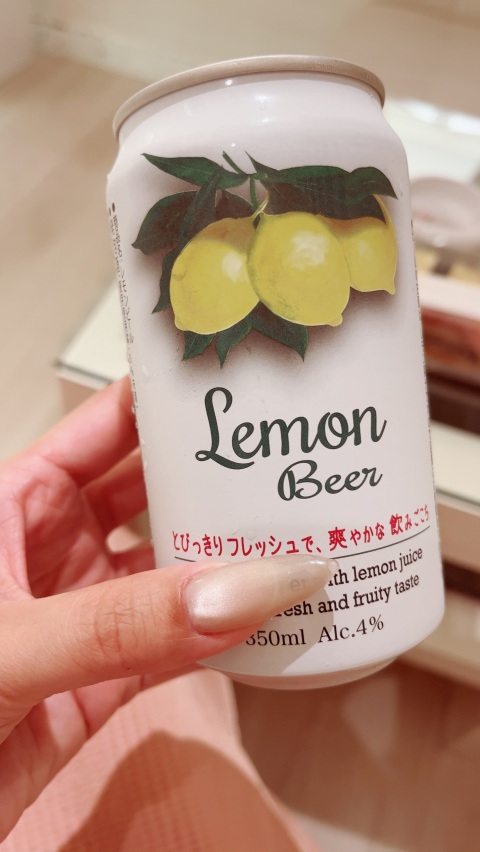 Lemon
Beer
とびっきりフレッシュで、爽やかな飲みごこち
with lemon juice
fresh and fruity taste
350ml Alc.4%